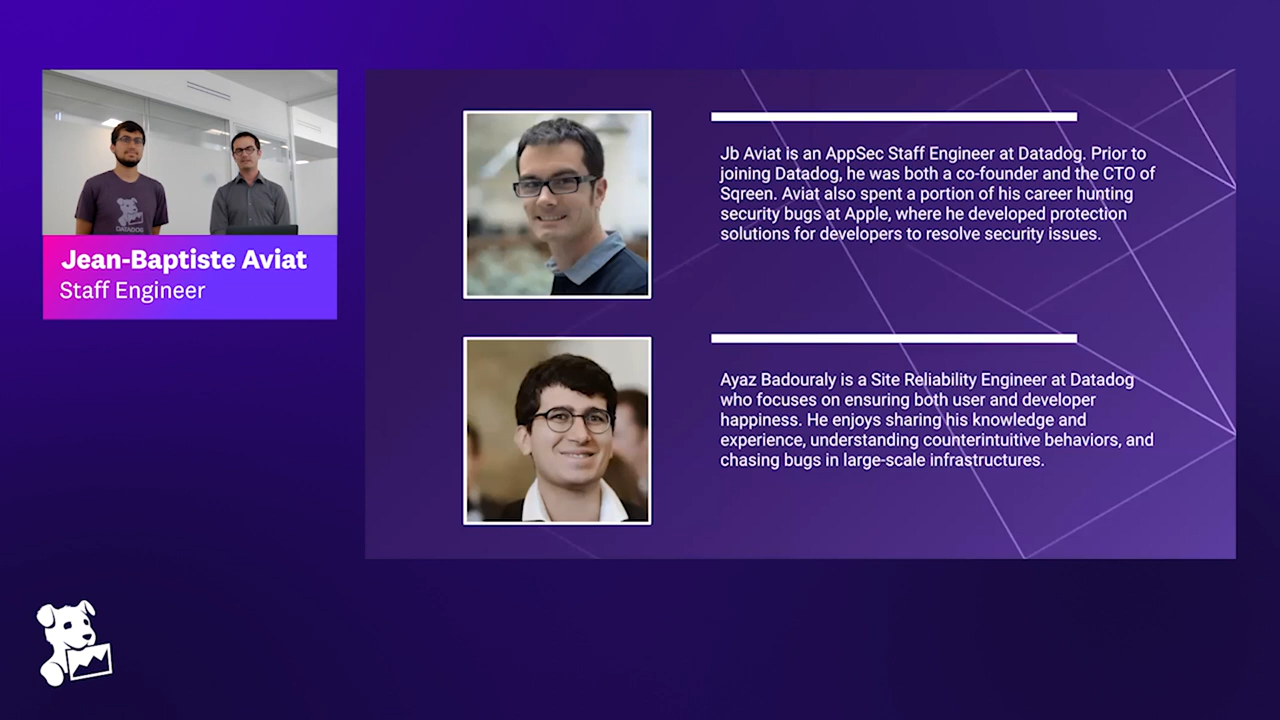 DATADOG
Jean-Baptiste Aviat
Staff Engineer
Jb Aviat is an AppSec Staff Engineer at Datadog. Prior to
joining Datadog, he was both a co-founder and the CTO of
Sqreen. Aviat also spent a portion of his career hunting
security bugs at Apple, where he developed protection
solutions for developers to resolve security issues.
Ayaz Badouraly is a Site Reliability Engineer at Datadog
who focuses on ensuring both user and developer
happiness. He enjoys sharing his knowledge and
experience, understanding counterintuitive behaviors, and
chasing bugs in large-scale infrastructures.